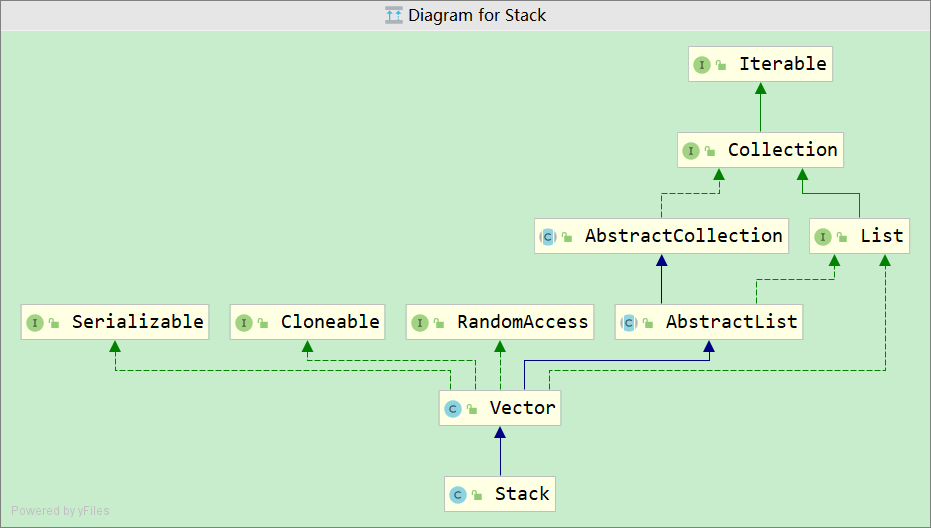 Diagram for Stack
I Iterable
I Collection
C AbstractCollection
I List
I Serializable
I Cloneable
I RandomAccess
C AbstractList
C Vector
C Stack
Powered by yFiles